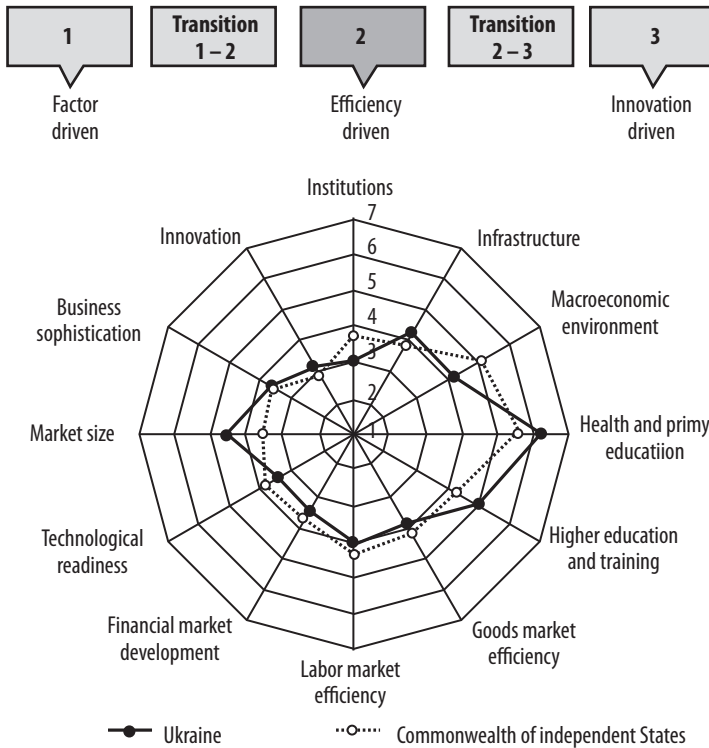 1
Transition
1 – 2
2
Transition
2 – 3
3
Factor
driven
Efficiency
driven
Innovation
driven
Institutions
7
6
5
4
3
2
1
Infrastructure
Macroeconomic
environment
Health and primy
educatiion
Higher education
and training
Goods market
efficiency
Labor market
efficiency
Financial market
development
Technological
readiness
Market size
Business
sophistication
Innovation
Ukraine
Commonwealth of independent States